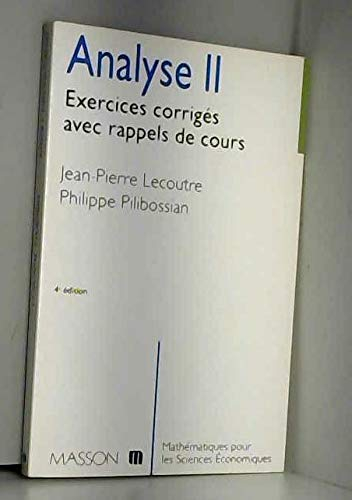 Analyse II
Exercices corrigés
avec rappels de cours
Jean-Pierre Lecoutre
Philippe Pilibossian
4e édition
MASSON m
Mathématiques pour
les Sciences Économiques